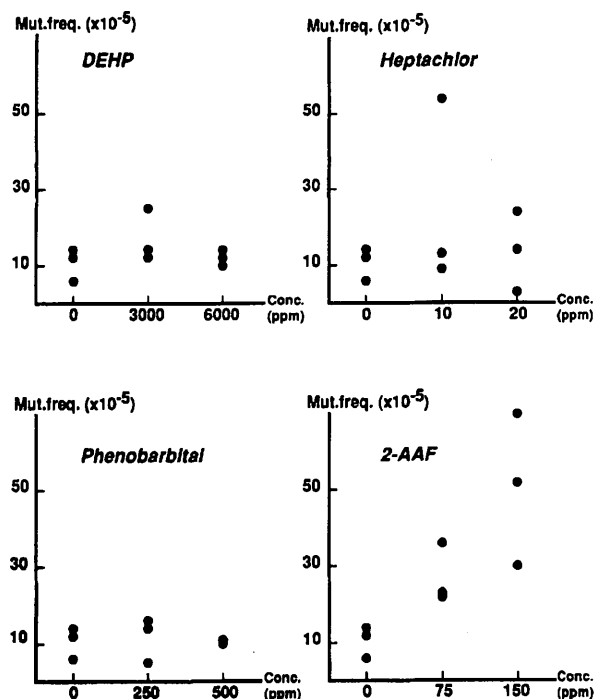 Mut.freq. (x10-5)
DEHP
50
30
10
Conc.
0 3000 6000 (ppm)
Mut.freq. (x10-5)
Heptachlor
50
30
10
Conc.
0 10 20 (ppm)
Mut.freq. (x10-5)
Phenobarbital
50
30
10
Conc.
0 250 500 (ppm)
Mut.freq. (x10-5)
2-AAF
50
30
10
Conc.
0 75 150 (ppm)